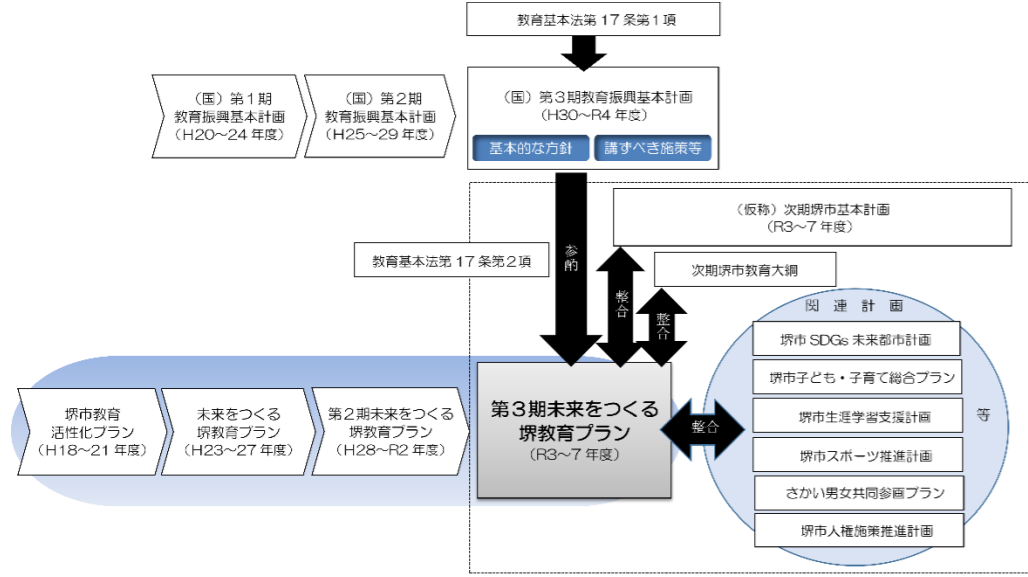 教育基本法第17条第1項
（国）第1期
教育振興基本計画
（H20～24年度）
（国）第2期
教育振興基本計画
（H25～29年度）
（国）第3期教育振興基本計画
（H30～R4年度）
基本的な方針
講ずべき施策等
（仮称）次期堺市基本計画
（R3～7年度）
教育基本法第17条第2項
参酌
整合
次期堺市教育大綱
整合
関連計画
堺市SDGs未来都市計画
堺市子ども・子育て総合プラン
堺市生涯学習支援計画
堺市スポーツ推進計画
さかい男女共同参画プラン
堺市人権施策推進計画
等
堺市教育
活性化プラン
（H18～21年度）
未来をつくる
堺教育プラン
（H23～27年度）
第2期未来をつくる
堺教育プラン
（H28～R2年度）
第3期未来をつくる
堺教育プラン
（R3～7年度）
整合